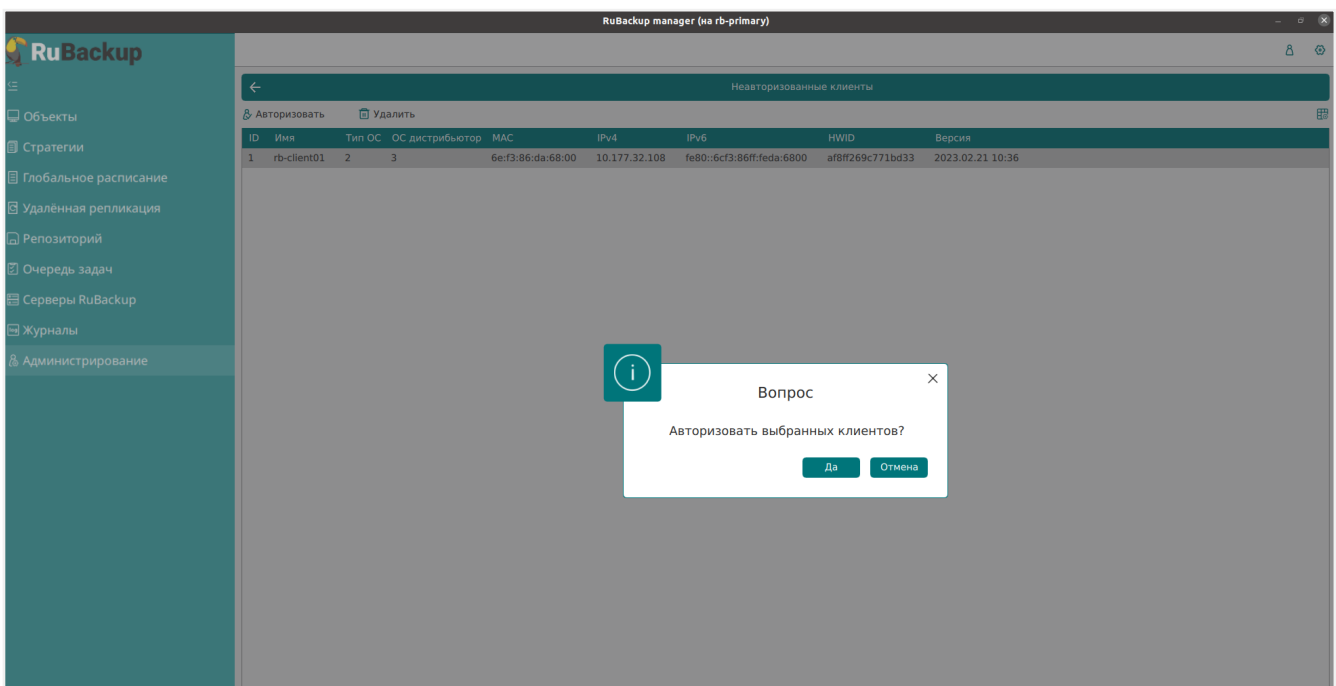 RuBackup manager (на rb-primary)
RuBackup
Неавторизованные клиенты
Авторизовать Удалить
ID Имя Тип ОС ОС дистрибьютор MAC IPv4 IPv6 HWID Версия
1 rb-client01 2 3 6e:f3:86:da:68:00 10.177.32.108 fe80::6cf3:86ff:feda:6800 af8ff269c771bd33 2023.02.21 10:36
Объекты
Стратегии
Глобальное расписание
Удалённая репликация
Репозиторий
Очередь задач
Серверы RuBackup
Журналы
Администрирование
Вопрос
Авторизовать выбранных клиентов?
Да Отмена